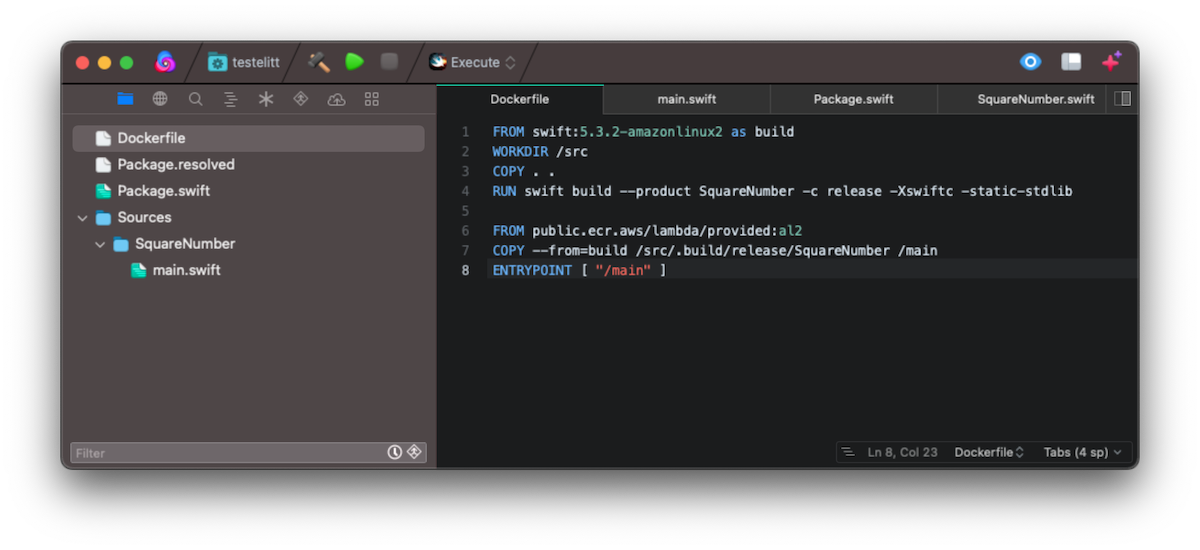 testelitt
Execute
Dockerfile
Package.resolved
Package.swift
Sources
SquareNumber
main.swift
Filter
Dockerfile main.swift Package.swift SquareNumber.swift
1 FROM swift:5.3.2-amazonlinux2 as build
2 WORKDIR /src
3 COPY . .
4 RUN swift build --product SquareNumber -c release -Xswiftc -static-stdlib
5
6 FROM public.ecr.aws/lambda/provided:al2
7 COPY --from=build /src/.build/release/SquareNumber /main
8 ENTRYPOINT [ "/main" ]
Ln 8, Col 23 Dockerfile Tabs (4 sp)